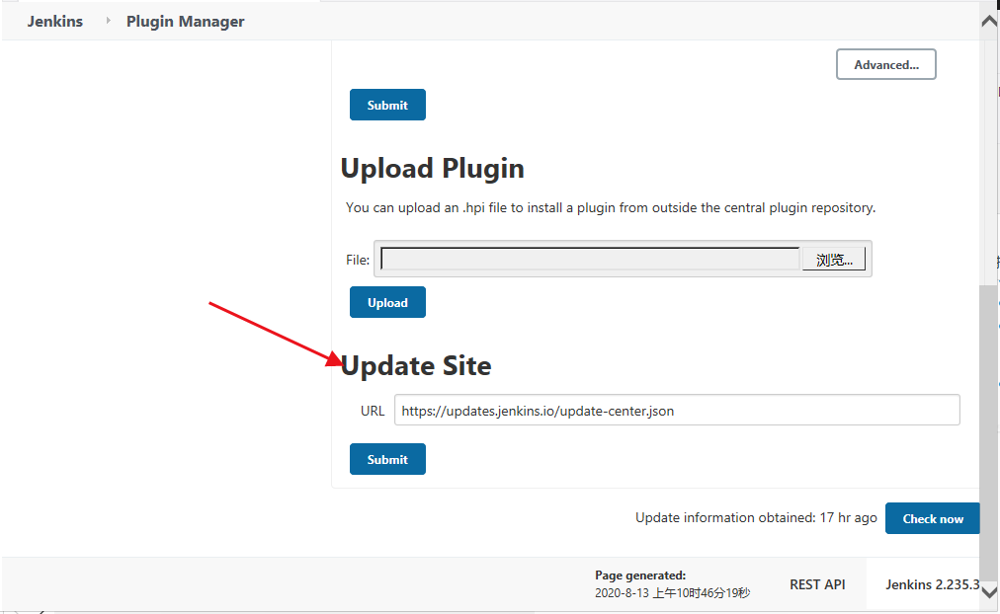 Jenkins Plugin Manager
Advanced...
Submit
Upload Plugin
You can upload an .hpi file to install a plugin from outside the central plugin repository.
File: 浏览...
Upload
Update Site
URL https://updates.jenkins.io/update-center.json
Submit
Update information obtained: 17 hr ago Check now
Page generated:
2020-8-13 上午10时46分19秒 REST API Jenkins 2.235.3